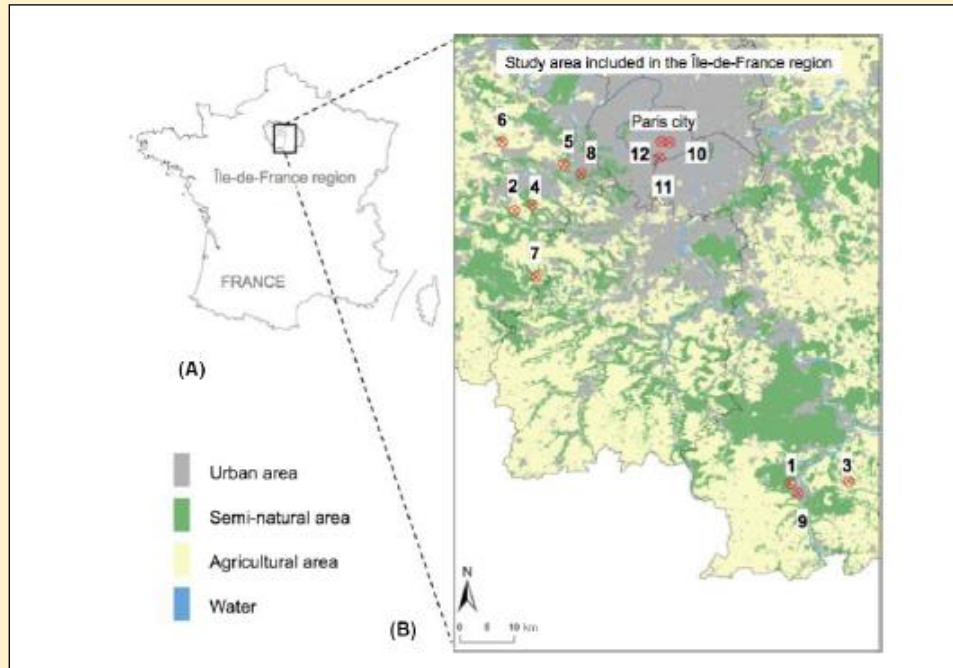 Study area included in the Île-de-France region
Paris city
6
5
8
12
10
2
4
11
7
Île-de-France region
FRANCE
(A)
Urban area
Semi-natural area
Agricultural area
Water
1
3
9
N
0 5 10 km
(B)